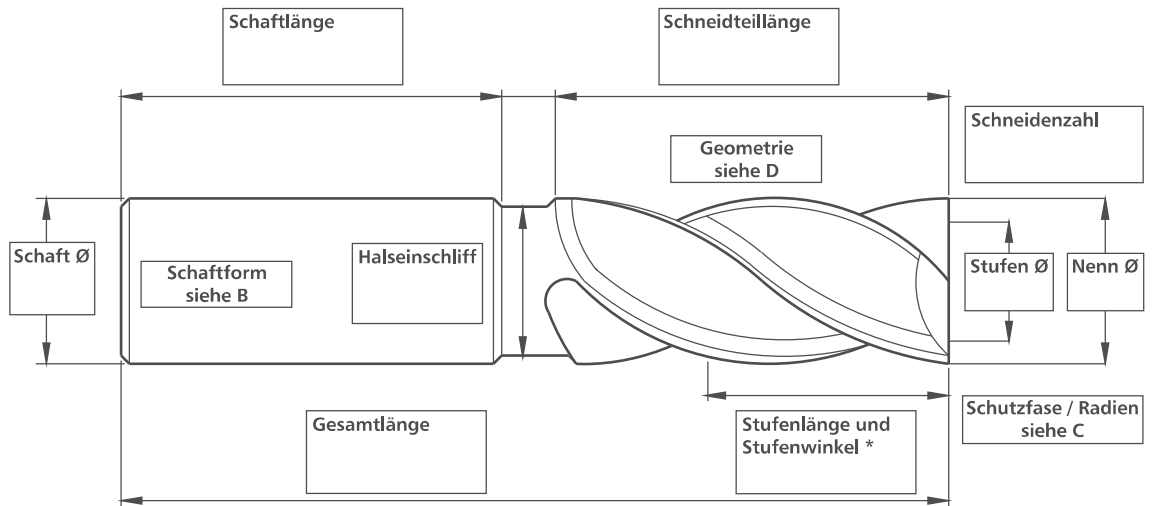 Schaftlänge
Schneidteillänge
Schneidenzahl
Geometrie
siehe D
Schaft Ø
Schaftform
siehe B
Halseinschliff
Stufen Ø
Nenn Ø
Gesamtlänge
Stufenlänge und
Stufenwinkel *
Schutzfase / Radien
siehe C